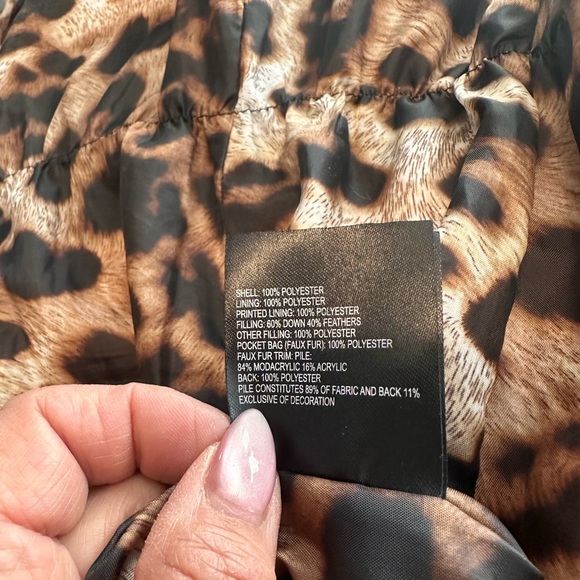 SHELL: 100% POLYESTER
LINING: 100% POLYESTER
PRINTED LINING: 100% POLYESTER
FILLING: 60% DOWN 40% FEATHERS
OTHER FILLING: 100% POLYESTER
POCKET BAG (FAUX FUR): 100% POLYESTER
FAUX FUR TRIM: PILE:
84% MODACRYLIC 16% ACRYLIC
BACK: 100% POLYESTER
PILE CONSTITUTES 89% OF FABRIC AND BACK 11%
EXCLUSIVE OF DECORATION